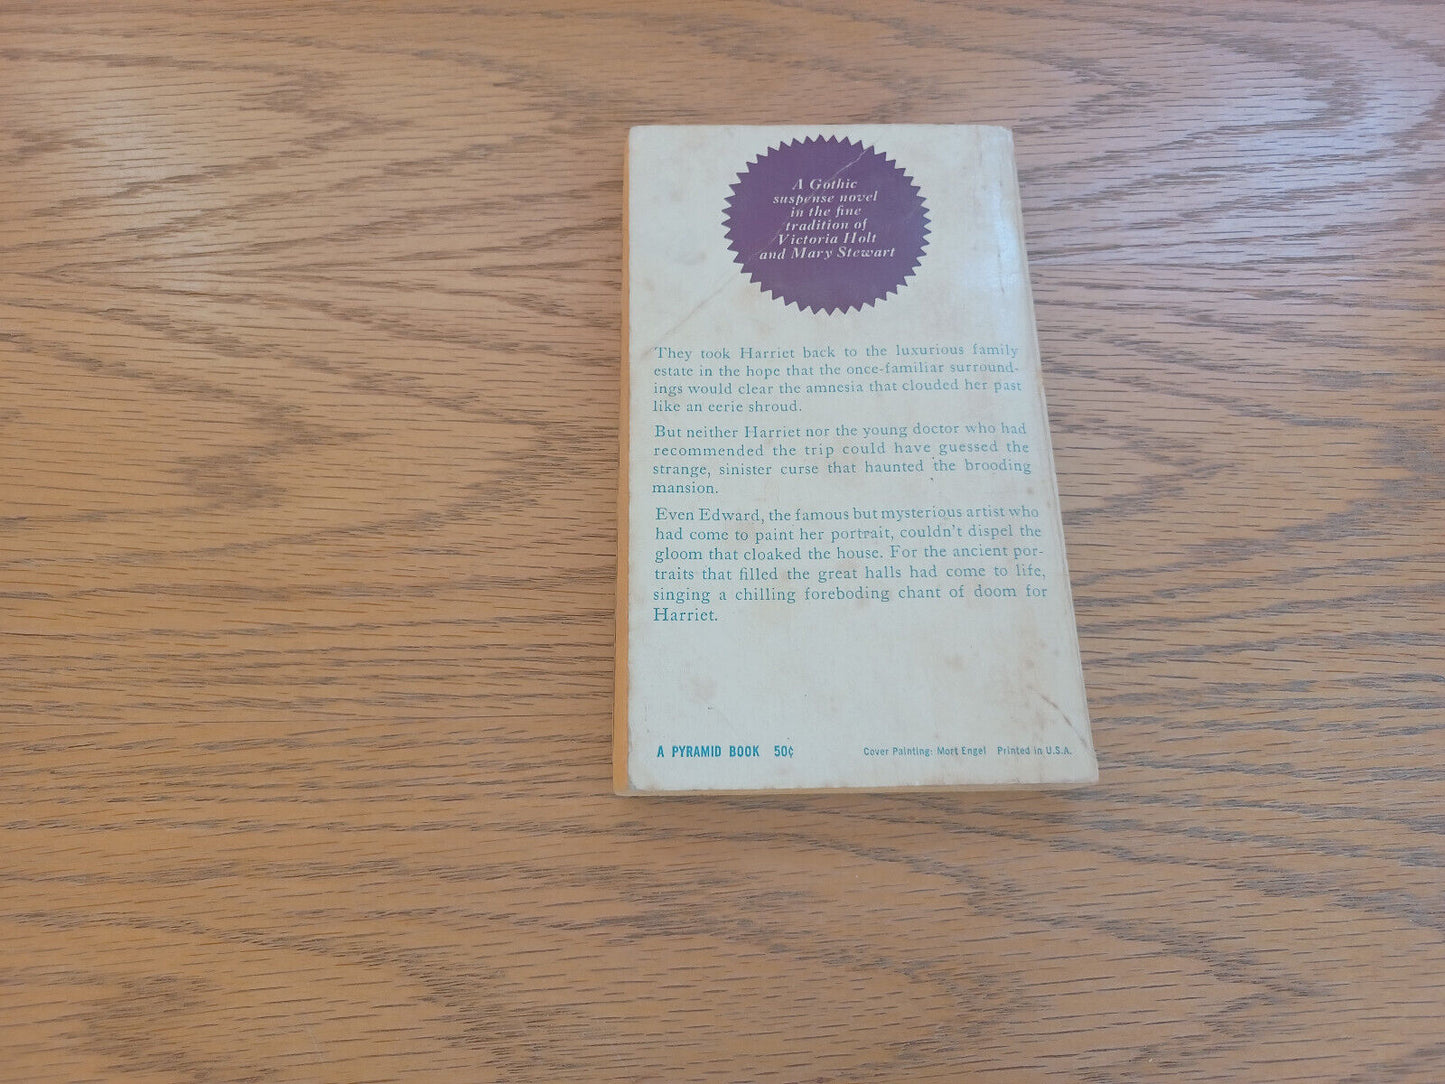 A Gothic
suspense novel
in the fine
tradition of
Victoria Holt
and Mary Stewart
They took Harriet back to the luxurious family
estate in the hope that the once-familiar surround-
ings would clear the amnesia that clouded her past
like an eerie shroud.
But neither Harriet nor the young doctor who had
recommended the trip could have guessed the
strange, sinister curse that haunted the brooding
mansion.
Even Edward, the famous but mysterious artist who
had come to paint her portrait, couldn't dispel the
gloom that cloaked the house. For the ancient por-
traits that filled the great halls had come to life,
singing a chilling foreboding chant of doom for
Harriet.
A PYRAMID BOOK 50¢ Cover Painting: Mort Engel Printed in U.S.A.